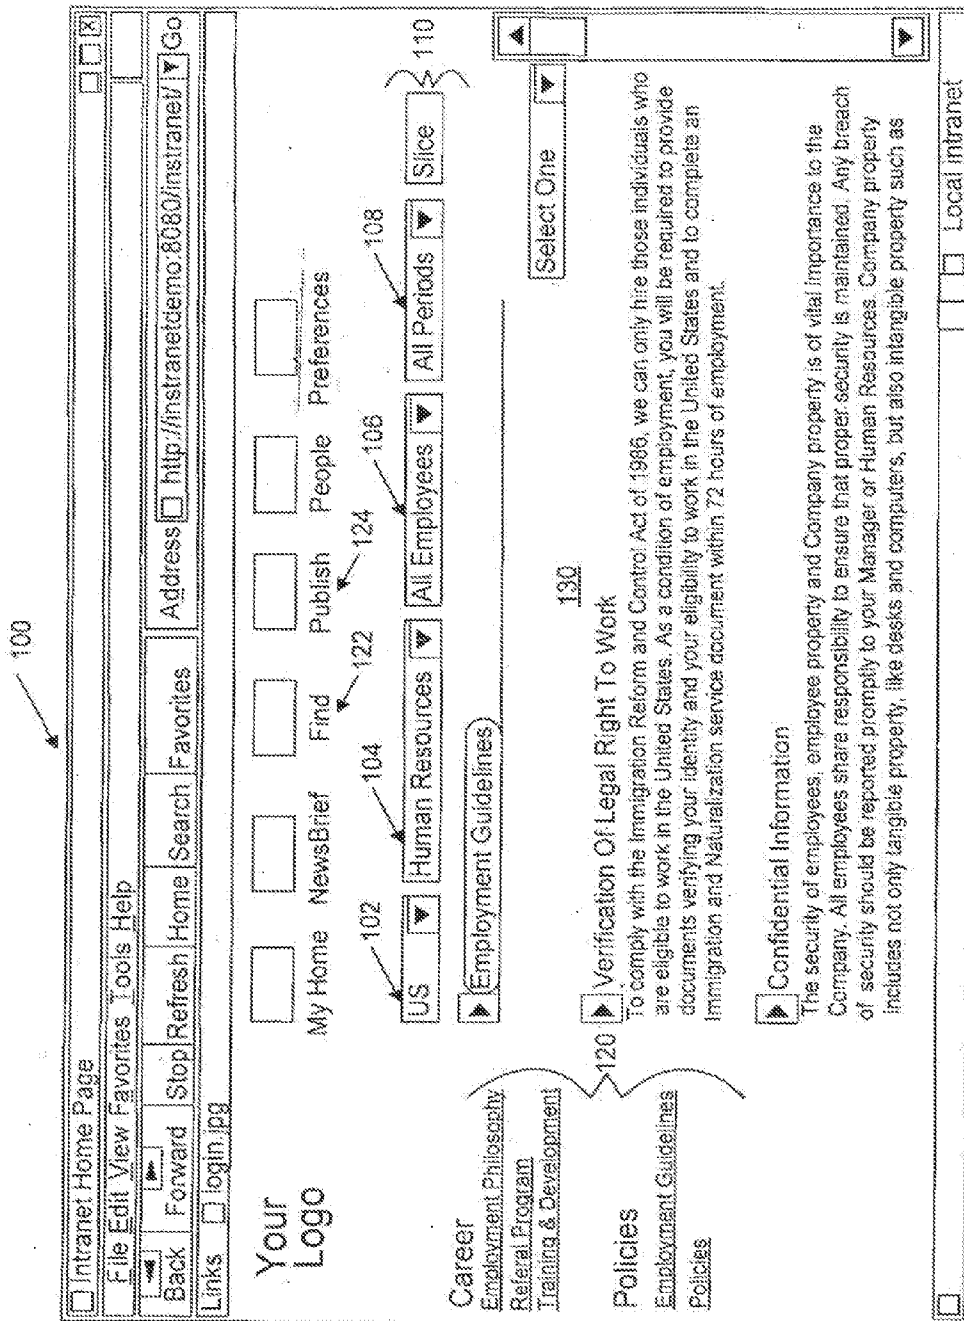 100
Intranet Home Page
File Edit View Favorites Tools Help
Back Forward Stop Refresh Home Search Favorites Address http://instranetdemo:8080/instranet/ Go
Links login.jpg
Your
Logo
My Home NewsBrief Find Publish People Preferences
122 124
102 104 106 108
US Human Resources All Employees All Periods Slice 110
Career
Employment Philosophy
Referral Program
Training & Development
Policies
Employment Guidelines
Policies
120
Employment Guidelines
Select One
130
Verification Of Legal Right To Work
To comply with the Immigration Reform and Control Act of 1986, we can only hire those individuals who
are eligible to work in the United States. As a condition of employment, you will be required to provide
documents verifying your identity and your eligibility to work in the United States and to complete an
Immigration and Naturalization service document within 72 hours of employment.
Confidential Information
The security of employees, employee property and Company property is of vital importance to the
Company. All employees share responsibility to ensure that proper security is maintained. Any breach
of security should be reported promptly to your Manager or Human Resources. Company property
includes not only tangible property, like desks and computers, but also intangible property such as
Local intranet